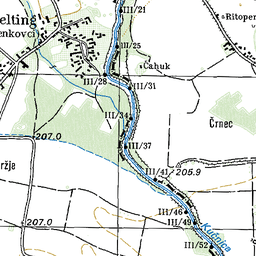 III/21
elting
enkovci
Ritoper
III/25
Čahuk
III/28
III/31
III/34
Črnec
207.0
III/37
ržje
III/41
205.9
III/46
207.0
III/49
Kučnica
III/52